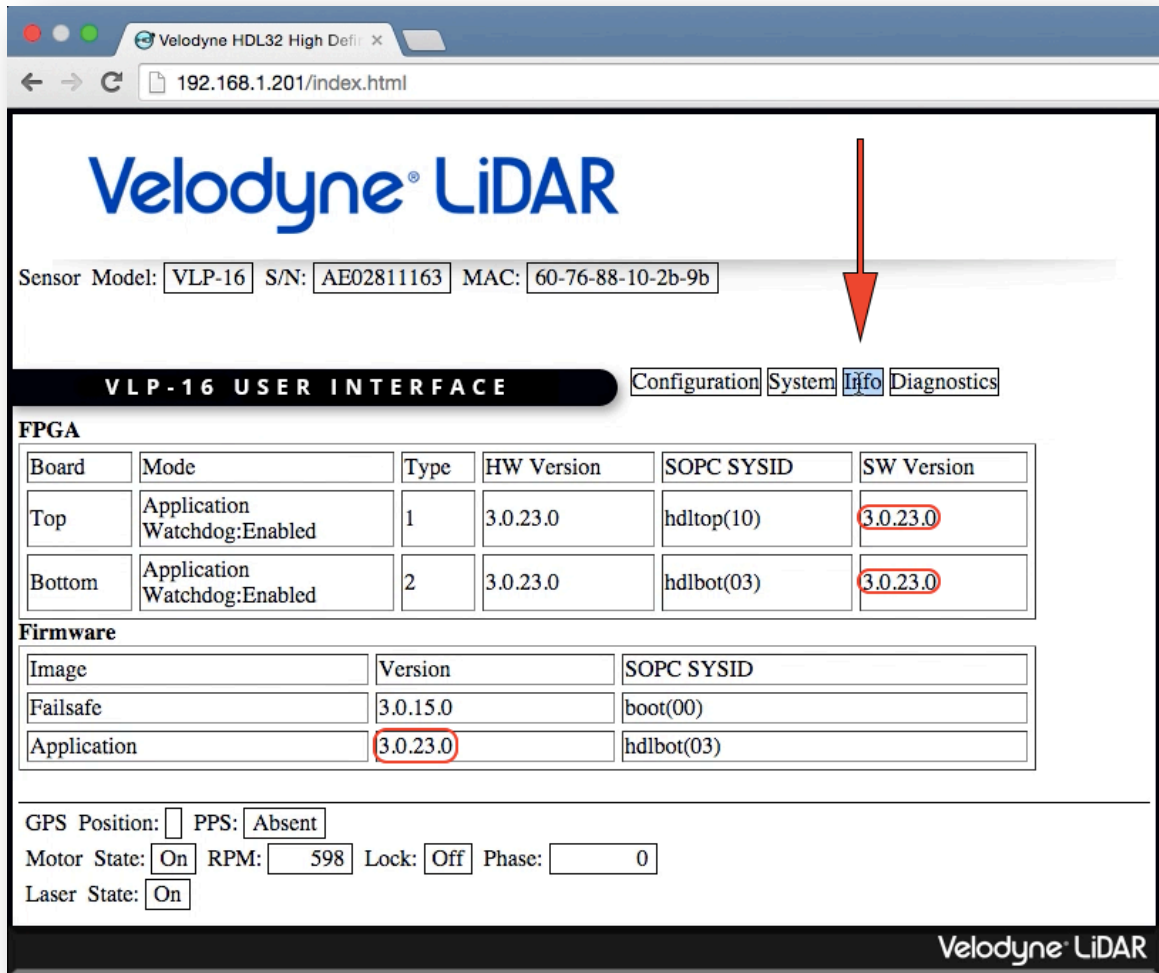 Velodyne HDL32 High Defin
192.168.1.201/index.html
Velodyne® LiDAR
Sensor Model: VLP-16 S/N: AE02811163 MAC: 60-76-88-10-2b-9b
VLP-16 USER INTERFACE
Configuration System Info Diagnostics
FPGA
Board Mode Type HW Version SOPC SYSID SW Version
Top Application Watchdog:Enabled 1 3.0.23.0 hdltop(10) 3.0.23.0
Bottom Application Watchdog:Enabled 2 3.0.23.0 hdlbot(03) 3.0.23.0
Firmware
Image Version SOPC SYSID
Failsafe 3.0.15.0 boot(00)
Application 3.0.23.0 hdlbot(03)
GPS Position: PPS: Absent
Motor State: On RPM: 598 Lock: Off Phase: 0
Laser State: On
Velodyne LiDAR